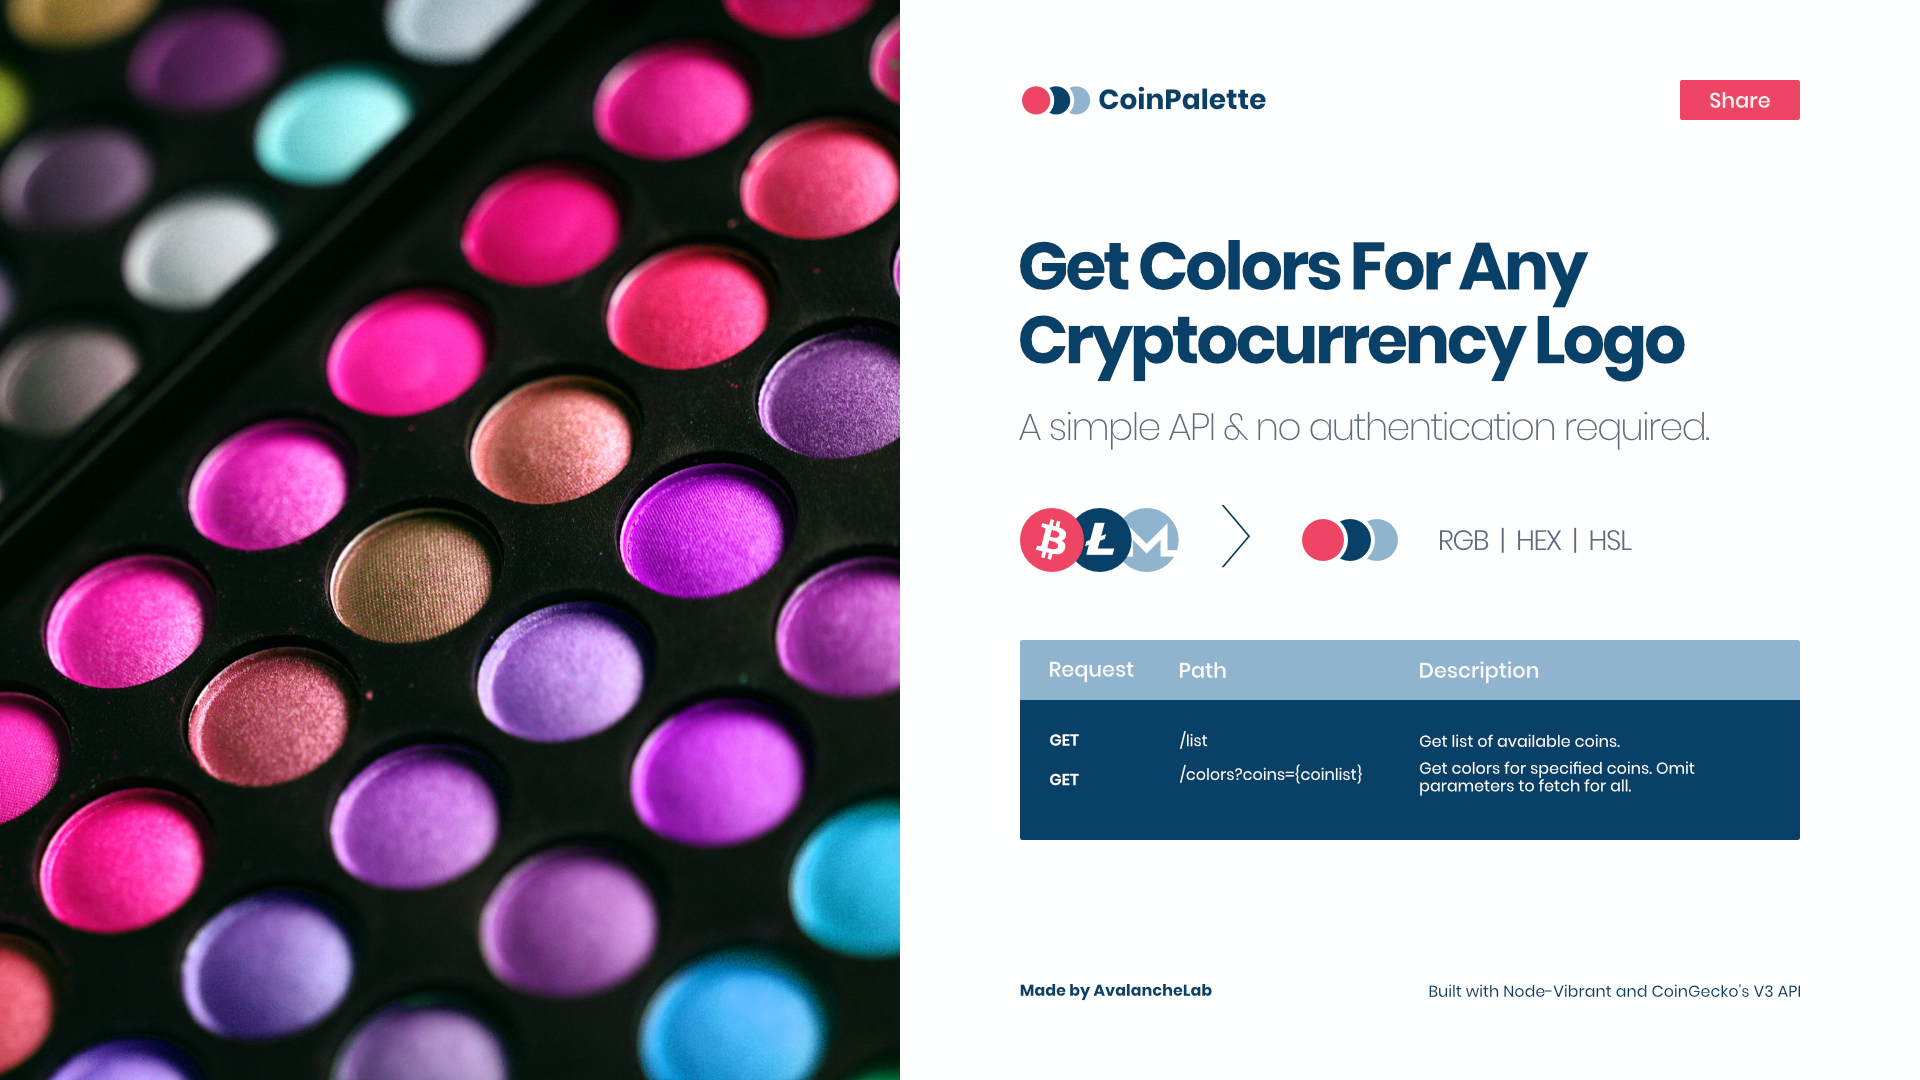 CoinPalette
Share
Get Colors For Any
Cryptocurrency Logo
A simple API & no authentication required.
RGB | HEX | HSL
Request Path Description
GET /list Get list of available coins.
GET /colors?coins={coinlist} Get colors for specified coins. Omit
parameters to fetch for all.
Made by AvalancheLab
Built with Node-Vibrant and CoinGecko's V3 API